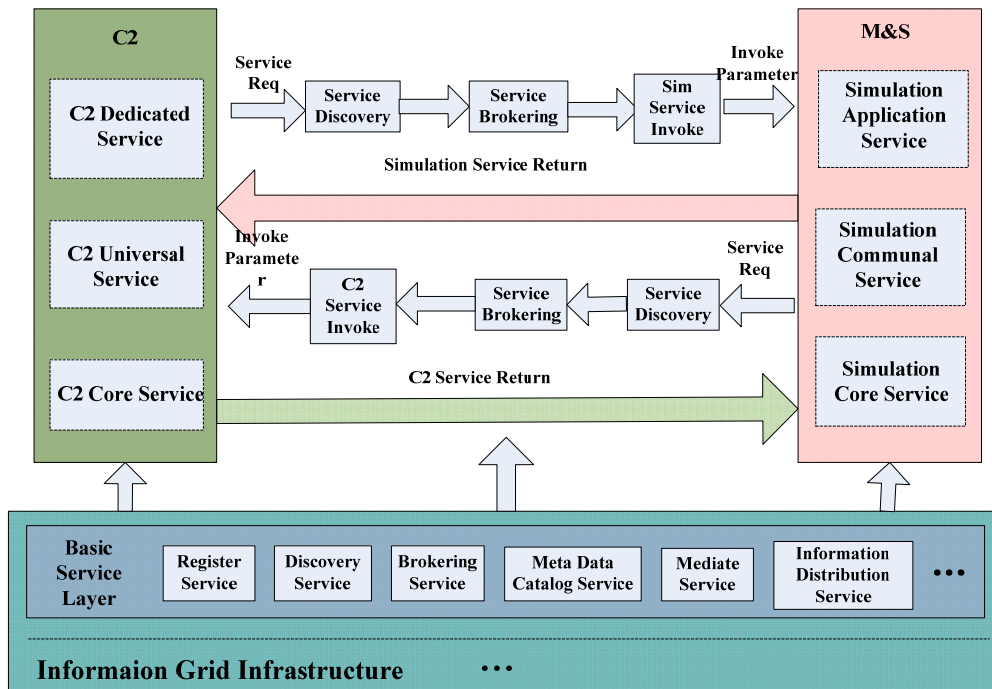 C2
M&S
C2 Dedicated
Service
C2 Universal
Service
C2 Core Service
Service
Req
Service
Discovery
Service
Brokering
Sim
Service
Invoke
Invoke
Parameter
Simulation
Application
Service
Simulation
Communal
Service
Simulation
Core Service
Simulation Service Return
Invoke
Paramete
r
C2
Service
Invoke
Service
Brokering
Service
Discovery
Service
Req
C2 Service Return
Basic
Service
Layer
Register
Service
Discovery
Service
Brokering
Service
Meta Data
Catalog Service
Mediate
Service
Information
Distribution
Service
...
Informaion Grid Infrastructure ...